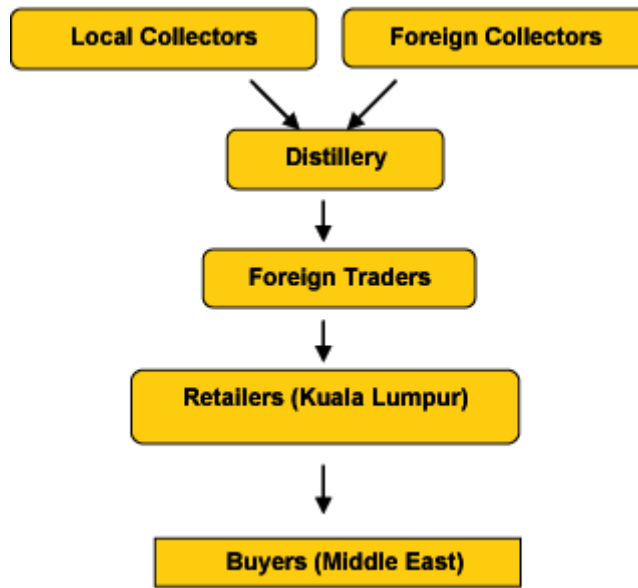 Local Collectors
Foreign Collectors
Distillery
Foreign Traders
Retailers (Kuala Lumpur)
Buyers (Middle East)